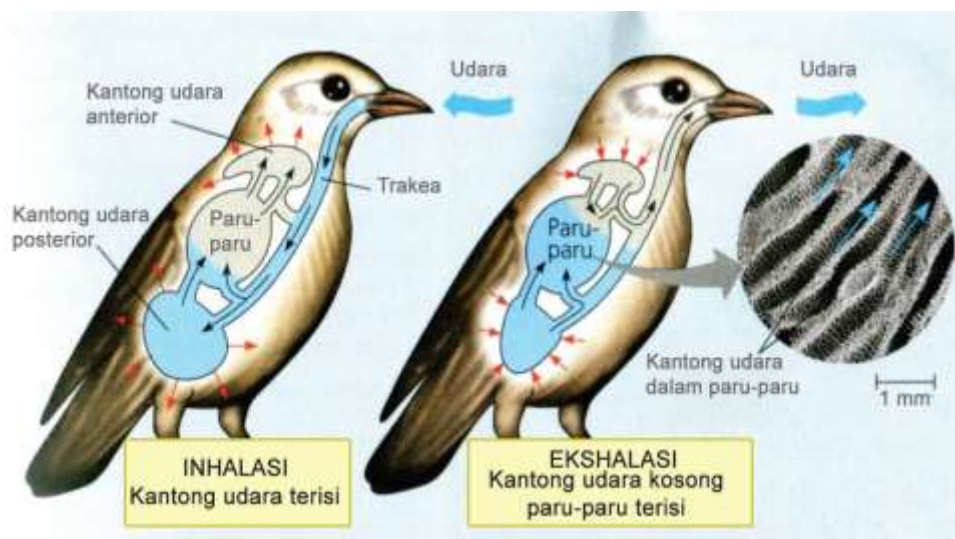 Kantong udara
anterior
Udara
Trakea
Kantong udara
posterior
Paru-
paru
INHALASI
Kantong udara terisi
Udara
Paru-
paru
Kantong udara
dalam paru-paru
1 mm
EKSHALASI
Kantong udara kosong
paru-paru terisi